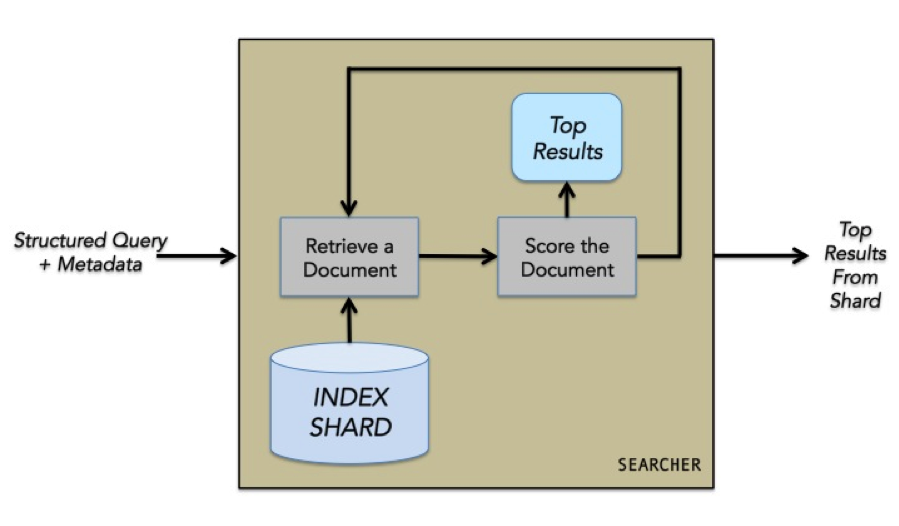 Structured Query
+ Metadata
Top
Results
Retrieve a
Document
Score the
Document
INDEX
SHARD
SEARCHER
Top
Results
From
Shard